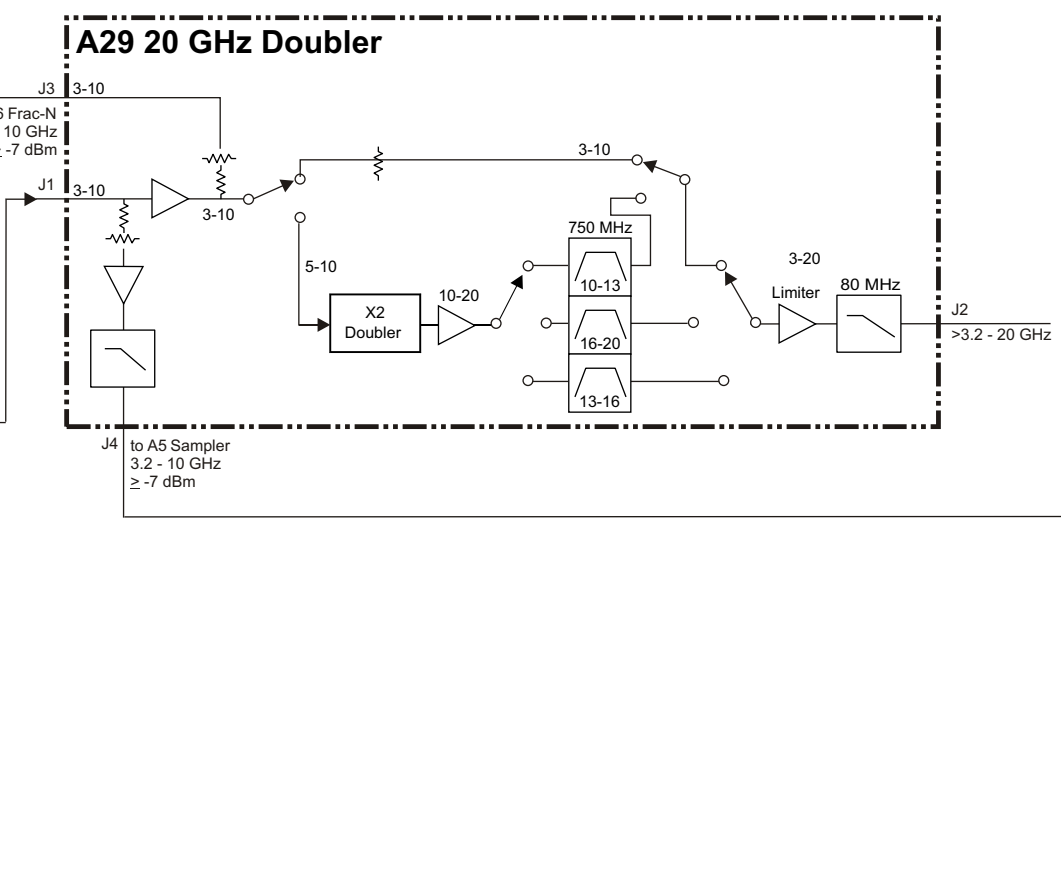 A29 20 GHz Doubler
J3 3-10
Frac-N
10 GHz
-7 dBm
J1 3-10
3-10
3-10
5-10
X2
Doubler
10-20
750 MHz
10-13
16-20
13-16
3-20
Limiter
80 MHz
J2
>3.2 - 20 GHz
J4
to A5 Sampler
3.2 - 10 GHz
≥ -7 dBm